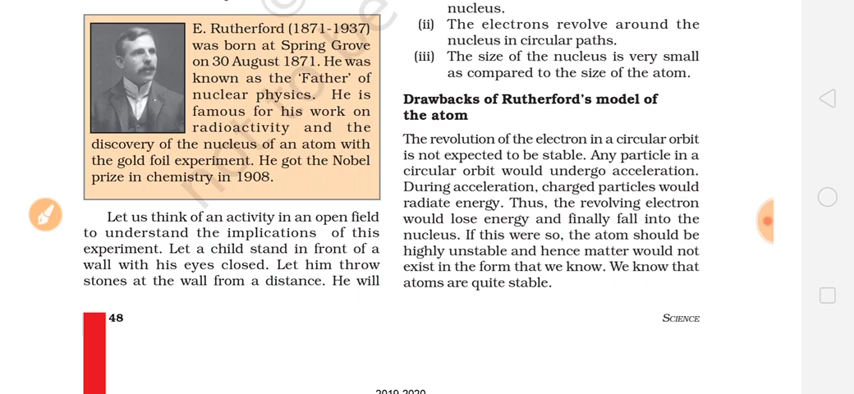 E. Rutherford (1871-1937)
was born at Spring Grove
on 30 August 1871. He was
known as the ‘Father’ of
nuclear physics. He is
famous for his work on
radioactivity and the
discovery of the nucleus of an atom with
the gold foil experiment. He got the Nobel
prize in chemistry in 1908.
Let us think of an activity in an open field
to understand the implications of this
experiment. Let a child stand in front of a
wall with his eyes closed. Let him throw
stones at the wall from a distance. He will
nucleus.
(ii) The electrons revolve around the
nucleus in circular paths.
(iii) The size of the nucleus is very small
as compared to the size of the atom.
Drawbacks of Rutherford’s model of
the atom
The revolution of the electron in a circular orbit
is not expected to be stable. Any particle in a
circular orbit would undergo acceleration.
During acceleration, charged particles would
radiate energy. Thus, the revolving electron
would lose energy and finally fall into the
nucleus. If this were so, the atom should be
highly unstable and hence matter would not
exist in the form that we know. We know that
atoms are quite stable.
48
SCIENCE
2019-2020